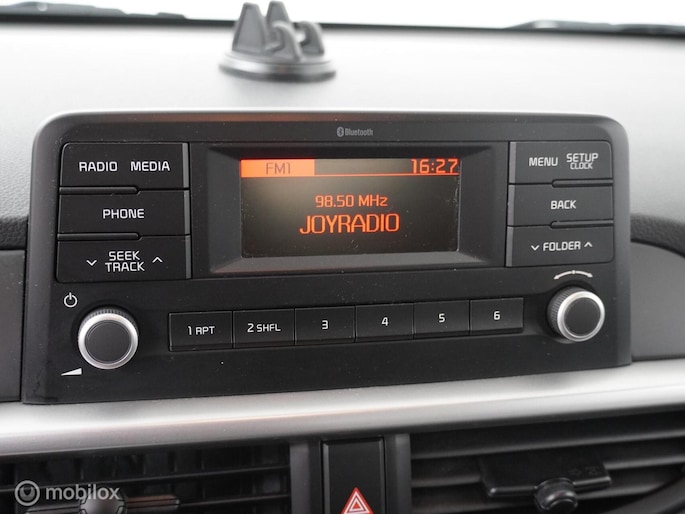 Bluetooth
FM1 16:27
98.50 MHz
JOYRADIO
RADIO MEDIA
PHONE
SEEK
TRACK
MENU SETUP
CLOCK
BACK
FOLDER
1 RPT 2 SHFL 3 4 5 6
mobilox